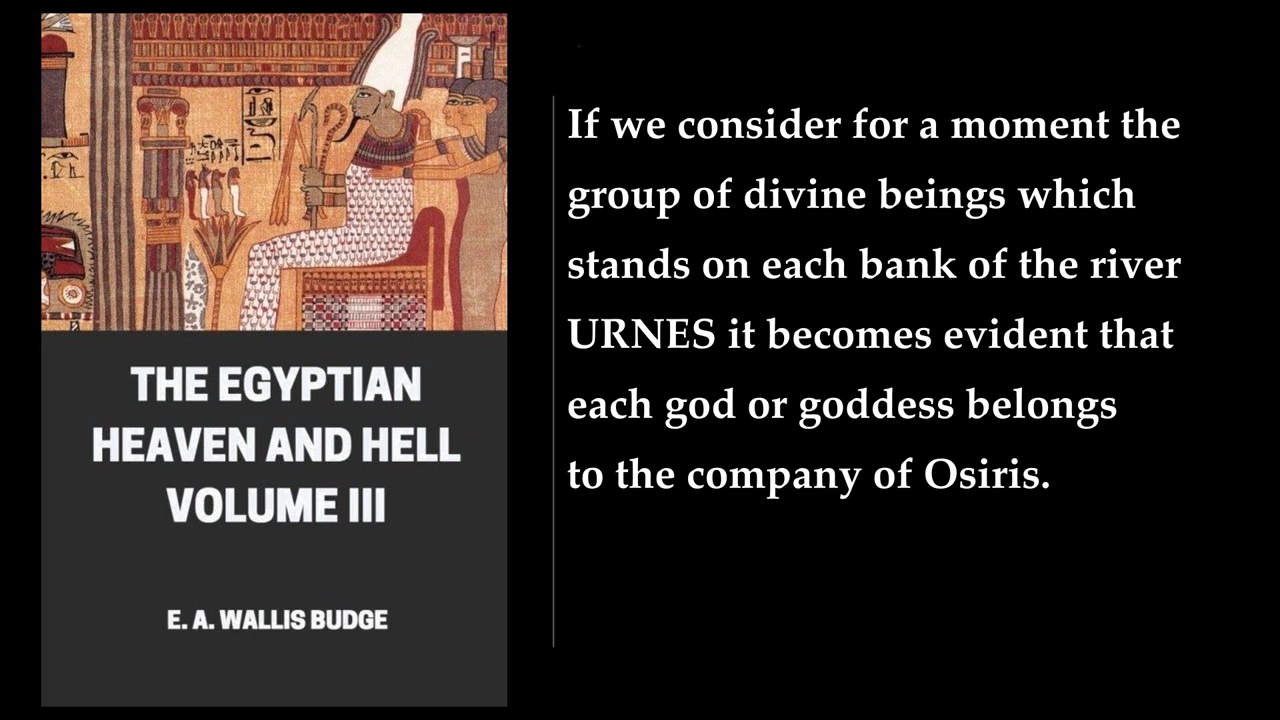 THE EGYPTIAN
HEAVEN AND HELL
VOLUME III
E. A. WALLIS BUDGE
If we consider for a moment the
group of divine beings which
stands on each bank of the river
URNES it becomes evident that
each god or goddess belongs
to the company of Osiris.